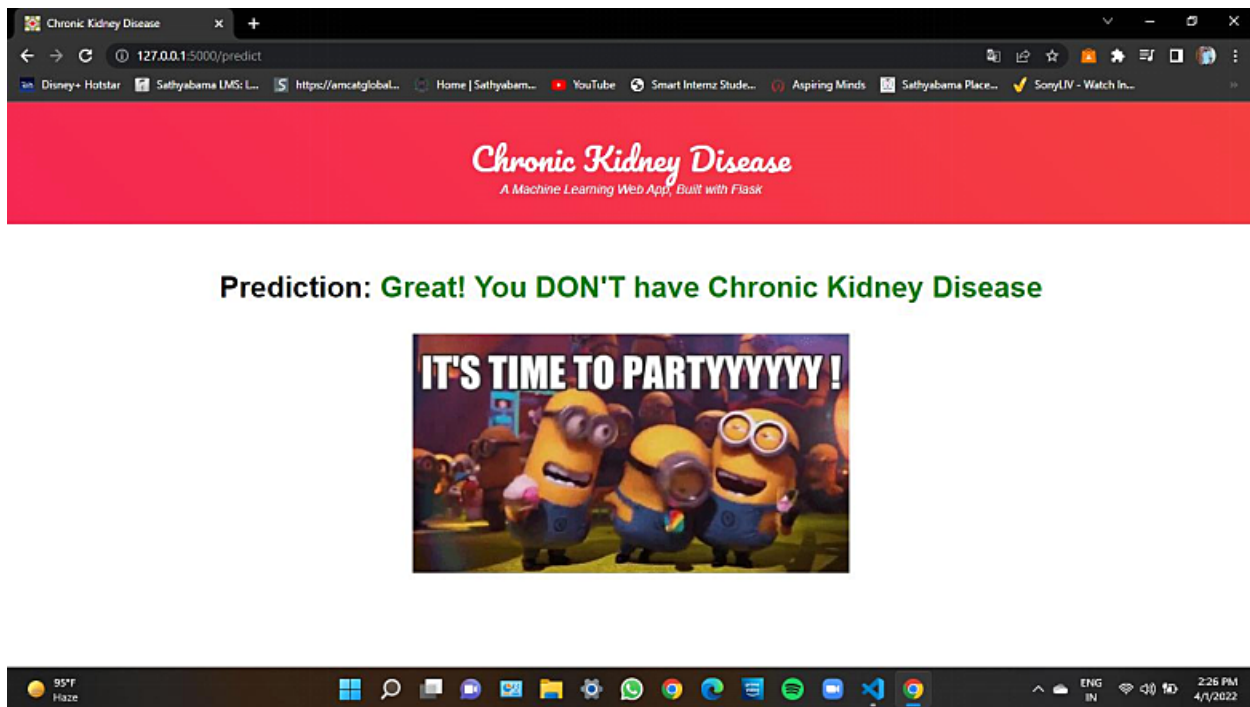 Chronic Kidney Disease
127.0.0.1:5000/predict
Disney+ Hotstar Sathyabama LMS: L... https://amcatglobal... Home | Sathyabam... YouTube Smart Internz Stude... Aspiring Minds Sathyabama Place... SonyLIV - Watch In...
Chronic Kidney Disease
A Machine Learning Web App, Built with Flask
Prediction: Great! You DON'T have Chronic Kidney Disease
IT'S TIME TO PARTYYYYYY !
95°F
Haze
ENG
IN
2:26 PM
4/1/2022